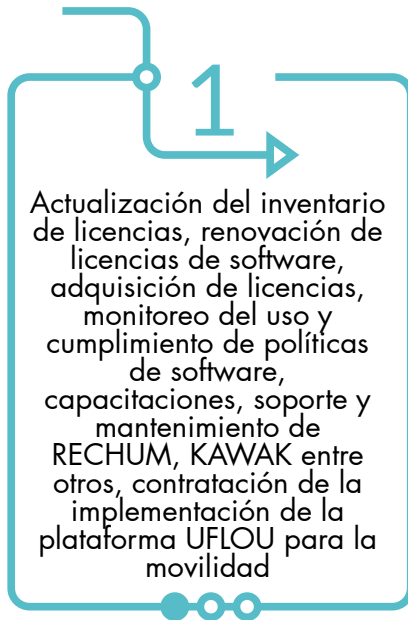 1
Actualización del inventario
de licencias, renovación de
licencias de software,
adquisición de licencias,
monitoreo del uso y
cumplimiento de políticas
de software,
capacitaciones, soporte y
mantenimiento de
RECHUM, KAWAK entre
otros, contratación de la
implementación de la
plataforma UFLOU para la
movilidad